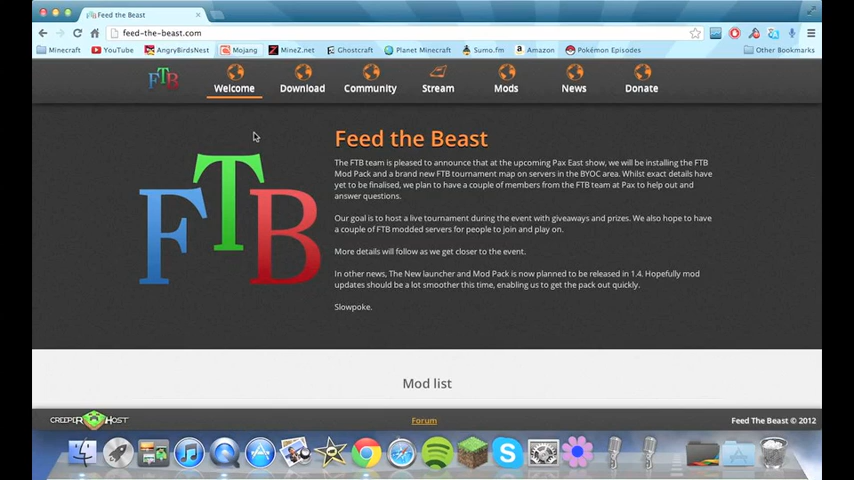 Feed the Beast
feed-the-beast.com
Minecraft YouTube AngryBirdsNest Mojang MineZ.net Ghostcraft Planet Minecraft Sumo.fm Amazon Pokémon Episodes Other Bookmarks
FTB Welcome Download Community Stream Mods News Donate
FTB
Feed the Beast
The FTB team is pleased to announce that at the upcoming Pax East show, we will be installing the FTB
Mod Pack and a brand new FTB tournament map on servers in the BYOC area. Whilst exact details have
yet to be finalised, we plan to have a couple of members from the FTB team at Pax to help out and
answer questions.
Our goal is to host a live tournament during the event with giveaways and prizes. We also hope to have
a couple of FTB modded servers for people to join and play on.
More details will follow as we get closer to the event.
In other news, The New launcher and Mod Pack is now planned to be released in 1.4. Hopefully mod
updates should be a lot smoother this time, enabling us to get the pack out quickly.
Slowpoke.
Mod list
CREEPER HOST Forum Feed The Beast © 2012